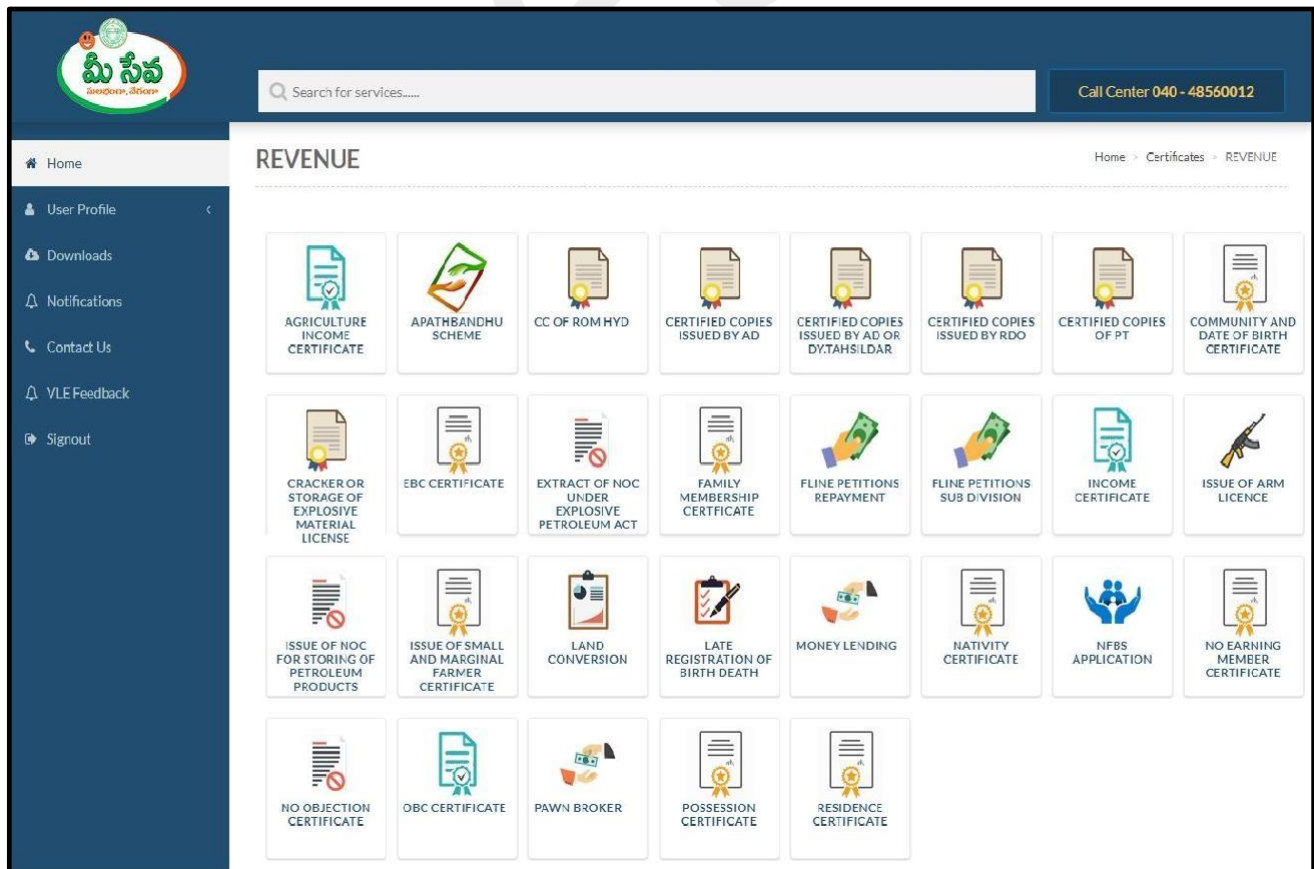 మీ సేవ
Search for services......
Call Center 040 - 48560012
Home
User Profile
Downloads
Notifications
Contact Us
VLE Feedback
Signout
REVENUE
Home > Certificates > REVENUE
AGRICULTURE
INCOME
CERTIFICATE
APATHBANDHU
SCHEME
CC OF ROM HYD
CERTIFIED COPIES
ISSUED BY AD
CERTIFIED COPIES
ISSUED BY AD OR
DY.TAHSILDAR
CERTIFIED COPIES
ISSUED BY RDO
CERTIFIED COPIES
OF PT
COMMUNITY AND
DATE OF BIRTH
CERTIFICATE
CRACKER OR
STORAGE OF
EXPLOSIVE
MATERIAL
LICENSE
EBC CERTIFICATE
EXTRACT OF NOC
UNDER
EXPLOSIVE
PETROLEUM ACT
FAMILY
MEMBERSHIP
CERTFICATE
FLINE PETITIONS
REPAYMENT
FLINE PETITIONS
SUB DIVISION
INCOME
CERTIFICATE
ISSUE OF ARM
LICENCE
ISSUE OF NOC
FOR STORING OF
PETROLEUM
PRODUCTS
ISSUE OF SMALL
AND MARGINAL
FARMER
CERTIFICATE
LAND
CONVERSION
LATE
REGISTRATION OF
BIRTH DEATH
MONEY LENDING
NATIVITY
CERTIFICATE
NFBS
APPLICATION
NO EARNING
MEMBER
CERTIFICATE
NO OBJECTION
CERTIFICATE
OBC CERTIFICATE
PAWN BROKER
POSSESSION
CERTIFICATE
RESIDENCE
CERTIFICATE